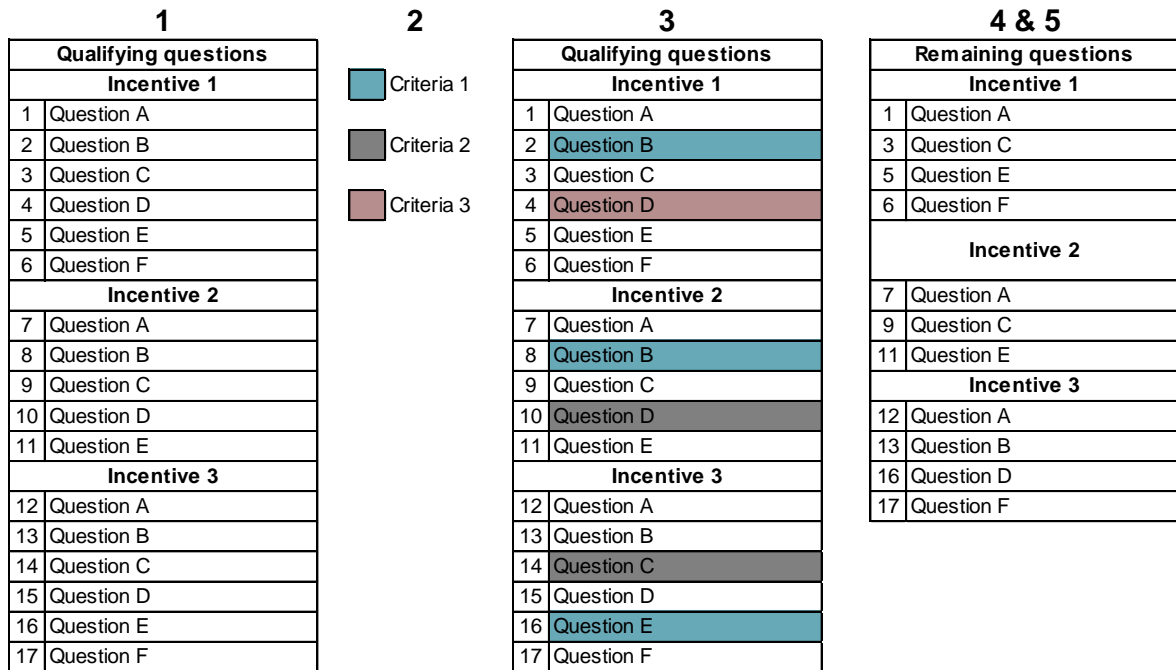 1
Qualifying questions
Incentive 1
1 Question A
2 Question B
3 Question C
4 Question D
5 Question E
6 Question F
Incentive 2
7 Question A
8 Question B
9 Question C
10 Question D
11 Question E
Incentive 3
12 Question A
13 Question B
14 Question C
15 Question D
16 Question E
17 Question F
2
Criteria 1
Criteria 2
Criteria 3
3
Qualifying questions
Incentive 1
1 Question A
2 Question B
3 Question C
4 Question D
5 Question E
6 Question F
Incentive 2
7 Question A
8 Question B
9 Question C
10 Question D
11 Question E
Incentive 3
12 Question A
13 Question B
14 Question C
15 Question D
16 Question E
17 Question F
4 & 5
Remaining questions
Incentive 1
1 Question A
3 Question C
5 Question E
6 Question F
Incentive 2
7 Question A
9 Question C
11 Question E
Incentive 3
12 Question A
13 Question B
16 Question D
17 Question F